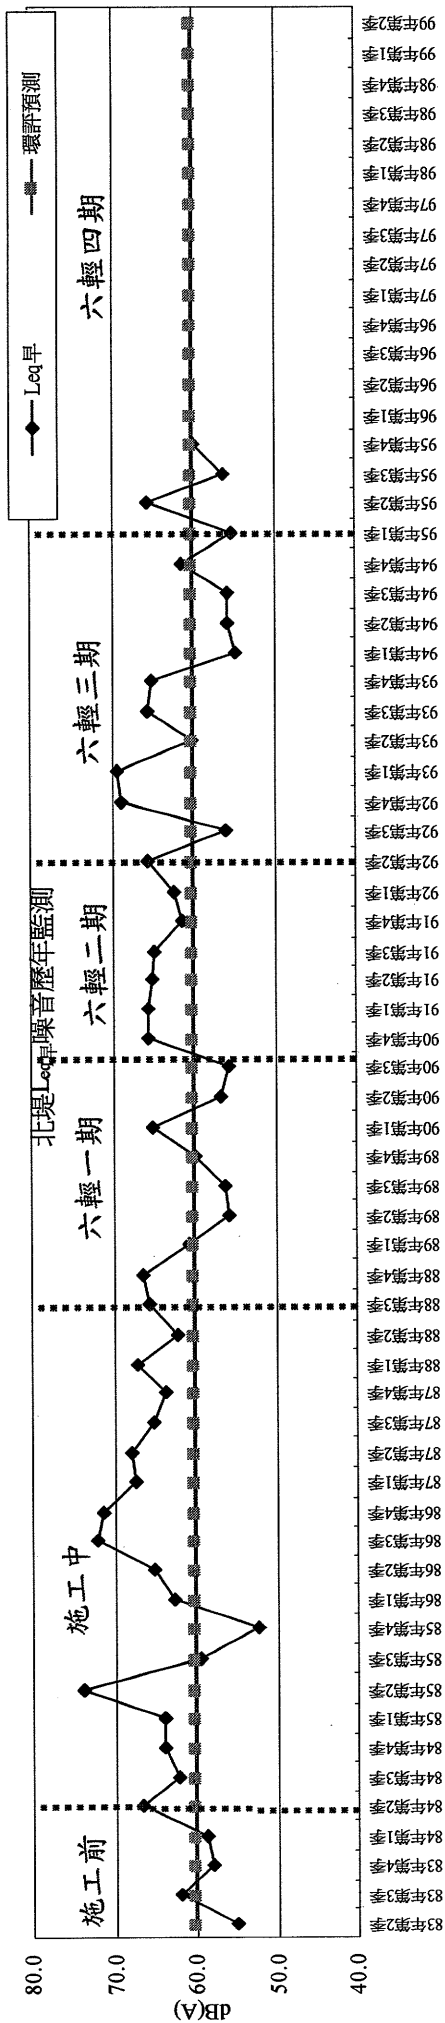 北堤Leq早噪音歷年監測
Leq早
環評預測
施工前
施工中
六輕一期
六輕二期
六輕三期
六輕四期
dB(A)
80.0
70.0
60.0
50.0
40.0
83年第2季
83年第3季
83年第4季
84年第1季
84年第2季
84年第3季
84年第4季
85年第1季
85年第2季
85年第3季
85年第4季
86年第1季
86年第2季
86年第3季
86年第4季
87年第1季
87年第2季
87年第3季
87年第4季
88年第1季
88年第2季
88年第3季
88年第4季
89年第1季
89年第2季
89年第3季
89年第4季
90年第1季
90年第2季
90年第3季
90年第4季
91年第1季
91年第2季
91年第3季
91年第4季
92年第1季
92年第2季
92年第3季
92年第4季
93年第1季
93年第2季
93年第3季
93年第4季
94年第1季
94年第2季
94年第3季
94年第4季
95年第1季
95年第2季
95年第3季
95年第4季
96年第1季
96年第2季
96年第3季
96年第4季
97年第1季
97年第2季
97年第3季
97年第4季
98年第1季
98年第2季
98年第3季
98年第4季
99年第1季
99年第2季